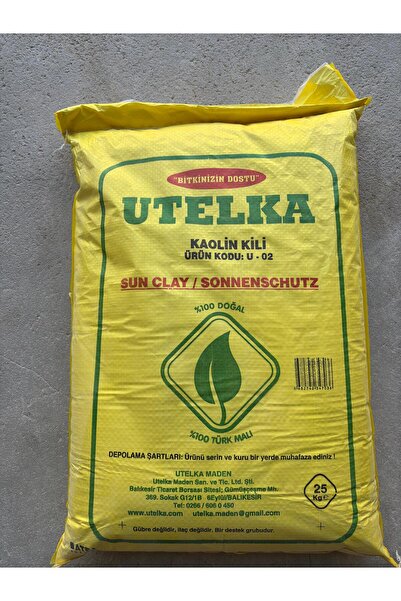 "BİTKİNİZİN DOSTU"
UTELKA
KAOLİN KİLİ
ÜRÜN KODU: U - 02
SUN CLAY / SONNENSCHUTZ
%100 DOĞAL
%100 TÜRK MALI
DEPOLAMA ŞARTLARI: Ürünü serin ve kuru bir yerde muhafaza ediniz !
UTELKA MADEN
Utelka Maden San. ve Tic. Ltd. Şti.
Balıkesir Ticaret Borsası Sitesi; Gümüşçeşme Mh.
369. Sokak G12/1B 6Eylül/BALIKESİR
Tel: 0266 / 606 0 450
www.utelka.com utelka.maden@gmail.com
25
Kg e
Gübre değildir, ilaç değildir. Bir destek grubudur.